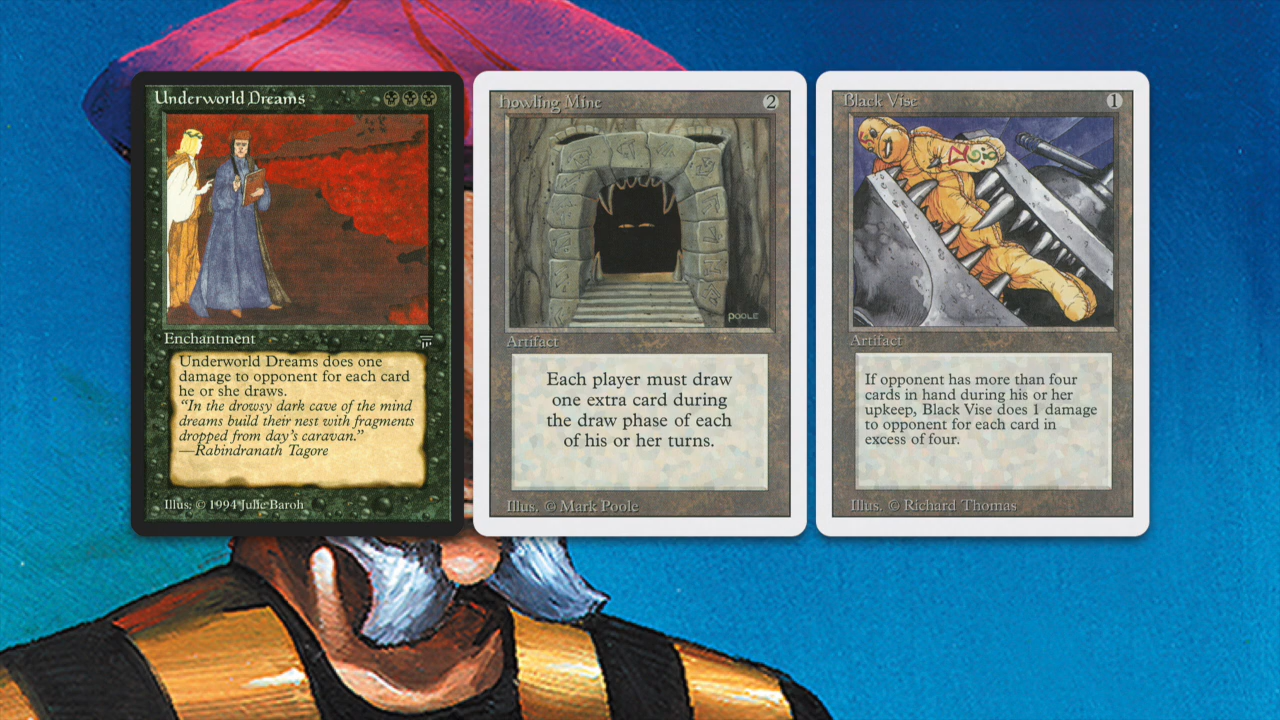 Underworld Dreams
Enchantment
Underworld Dreams does one
damage to opponent for each card
he or she draws.
“In the drowsy dark cave of the mind
dreams build their nest with fragments
dropped from day's caravan.”
—Rabindranath Tagore
Illus: © 1994 Julie Baroh
Howling Mine
2
POOLE
Artifact
Each player must draw
one extra card during
the draw phase of each
of his or her turns.
Illus. © Mark Poole
Black Vise
1
Artifact
If opponent has more than four
cards in hand during his or her
upkeep, Black Vise does 1 damage
to opponent for each card in
excess of four.
Illus. © Richard Thomas